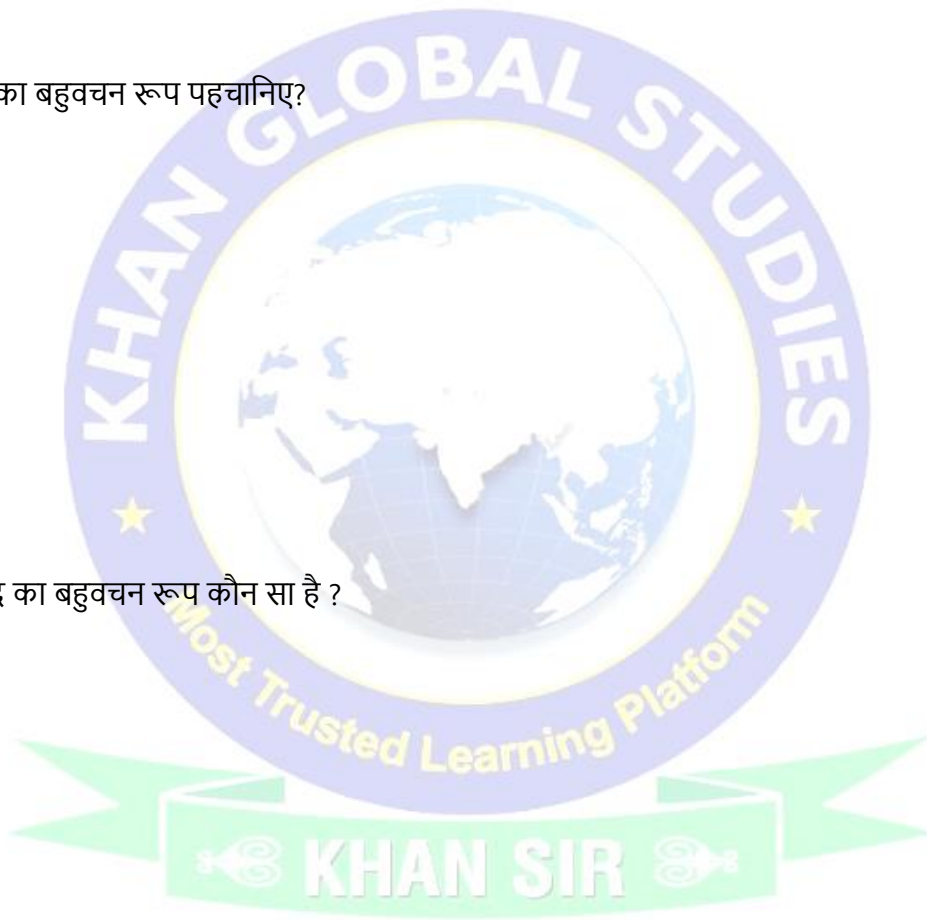 का बहुवचन रूप पहचानिए?
KHAN GLOBAL STUDIES
का बहुवचन रूप कौन सा है ?
Most Trusted Learning Platform
KHAN SIR